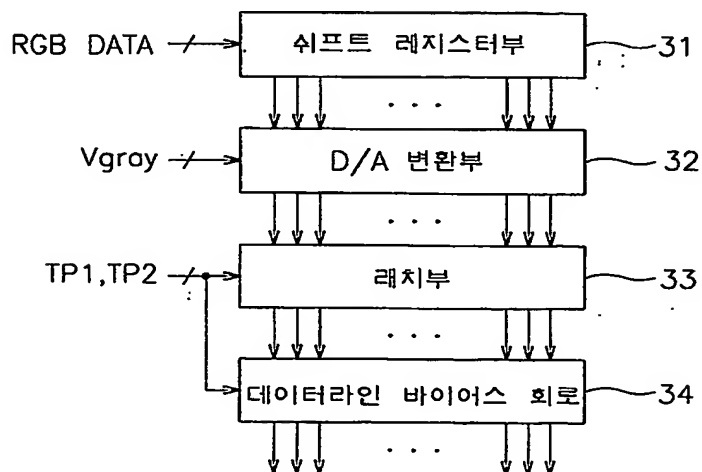 RGB DATA
쉬프트 레지스터부
31
Vgray
D/A 변환부
32
TP1,TP2
래치부
33
데이터라인 바이어스 회로
34